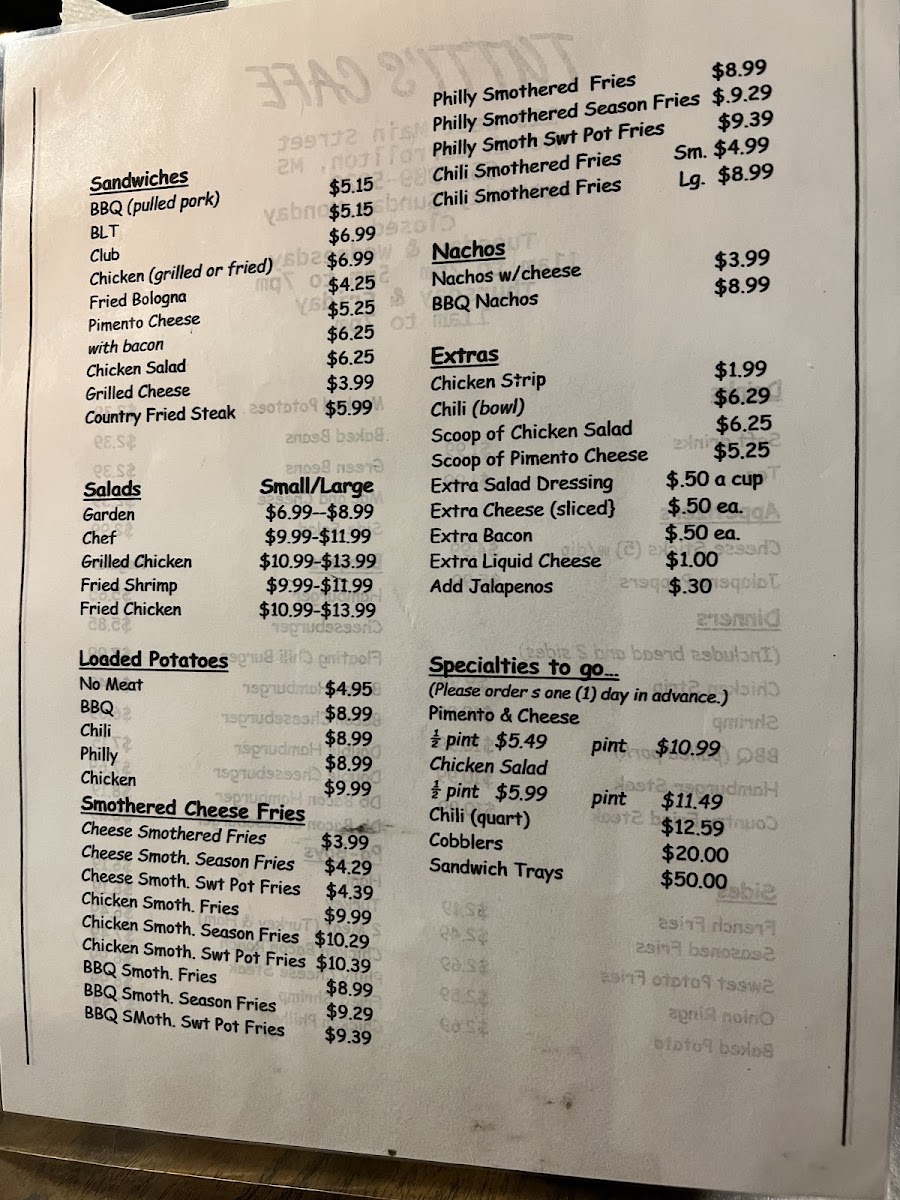 Sandwiches
BBQ (pulled pork) $5.15
BLT $5.15
Club $6.99
Chicken (grilled or fried) $6.99
Fried Bologna $4.25
Pimento Cheese $5.25
with bacon $6.25
Chicken Salad $6.25
Grilled Cheese $3.99
Country Fried Steak $5.99
Salads Small/Large
Garden $6.99--$8.99
Chef $9.99-$11.99
Grilled Chicken $10.99-$13.99
Fried Shrimp $9.99-$11.99
Fried Chicken $10.99-$13.99
Loaded Potatoes
No Meat $4.95
BBQ $8.99
Chili $8.99
Philly $8.99
Chicken $9.99
Smothered Cheese Fries
Cheese Smothered Fries $3.99
Cheese Smoth. Season Fries $4.29
Cheese Smoth. Swt Pot Fries $4.39
Chicken Smoth. Fries $9.99
Chicken Smoth. Season Fries $10.29
Chicken Smoth. Swt Pot Fries $10.39
BBQ Smoth. Fries $8.99
BBQ Smoth. Season Fries $9.29
BBQ SMoth. Swt Pot Fries $9.39
Philly Smothered Fries $8.99
Philly Smothered Season Fries $.9.29
Philly Smoth Swt Pot Fries $9.39
Chili Smothered Fries Sm. $4.99
Chili Smothered Fries Lg. $8.99
Nachos
Nachos w/cheese $3.99
BBQ Nachos $8.99
Extras
Chicken Strip $1.99
Chili (bowl) $6.29
Scoop of Chicken Salad $6.25
Scoop of Pimento Cheese $5.25
Extra Salad Dressing $.50 a cup
Extra Cheese (sliced} $.50 ea.
Extra Bacon $.50 ea.
Extra Liquid Cheese $1.00
Add Jalapenos $.30
Specialties to go...
(Please order s one (1) day in advance.)
Pimento & Cheese
½ pint $5.49 pint $10.99
Chicken Salad
½ pint $5.99 pint $11.49
Chili (quart) $12.59
Cobblers $20.00
Sandwich Trays $50.00